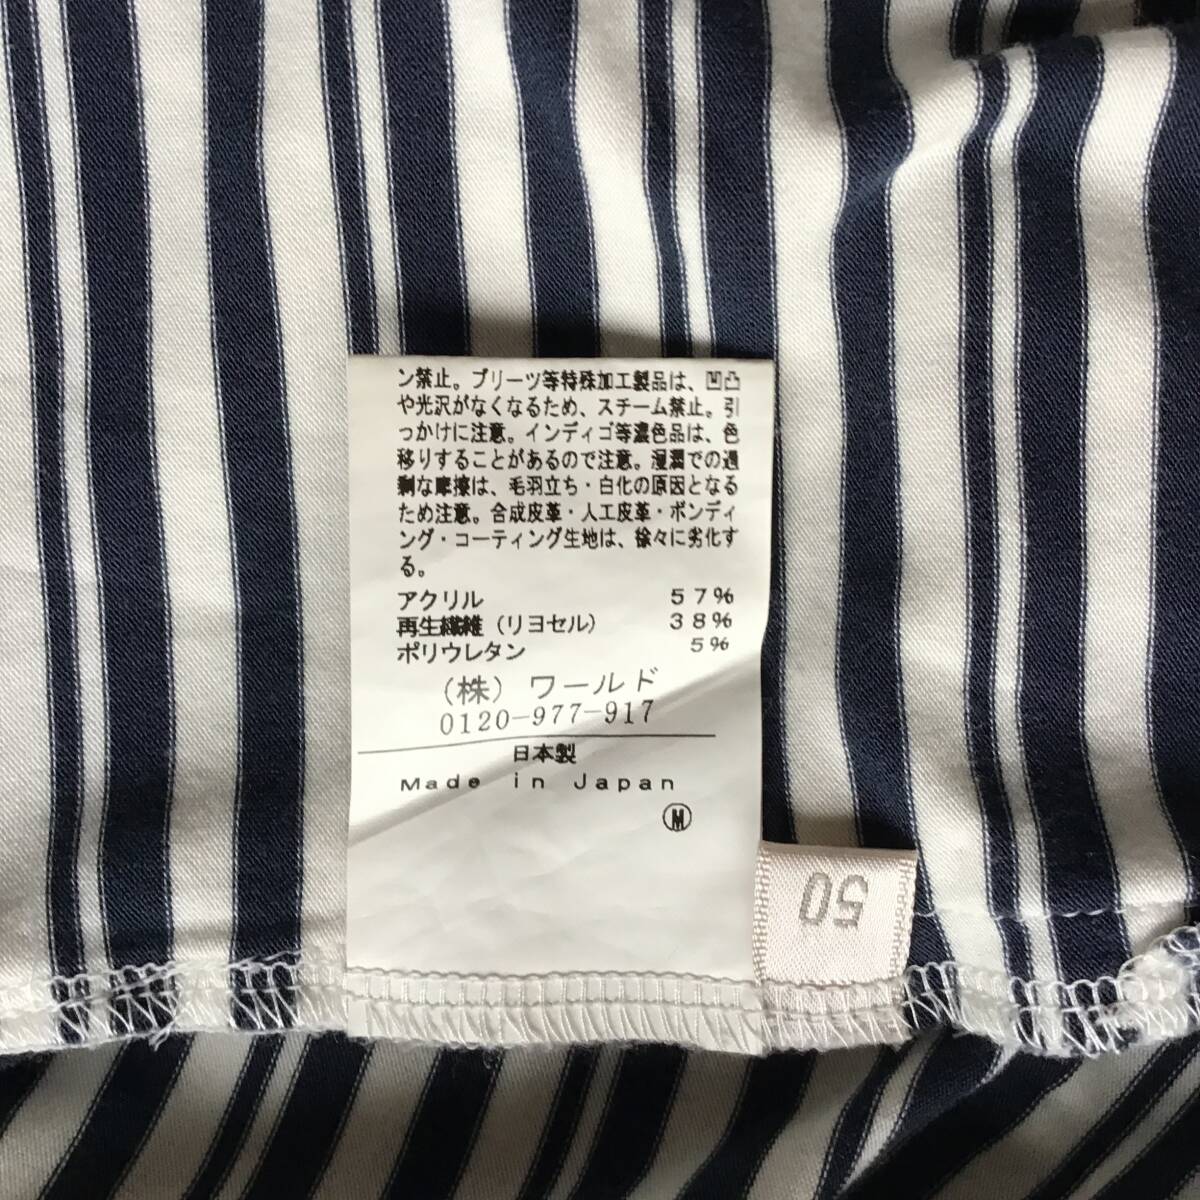 ン禁止。プリーツ等特殊加工製品は、凹凸
や光沢がなくなるため、スチーム禁止。引
っかけに注意。インディゴ等濃色品は、色
移りすることがあるので注意。湿潤での過
剰な摩擦は、毛羽立ち・白化の原因となる
ため注意。合成皮革・人工皮革・ボンディ
ング・コーティング生地は、徐々に劣化す
る。
アクリル 57%
再生繊維（リヨセル） 38%
ポリウレタン 5%
（株）ワールド
0120-977-917
日本製
Made in Japan
Ⓜ
50